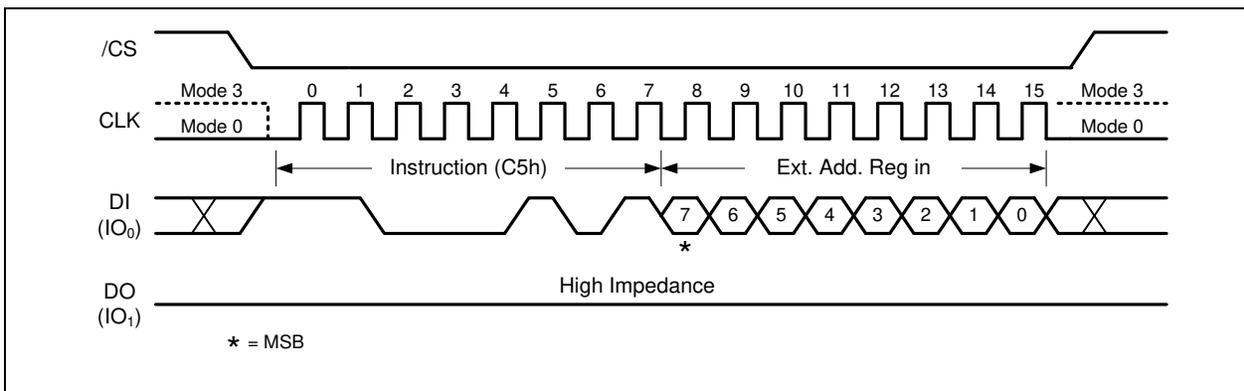 /CS
Mode 3 0 1 2 3 4 5 6 7 8 9 10 11 12 13 14 15 Mode 3
CLK
Mode 0 Mode 0
Instruction (C5h) Ext. Add. Reg in
DI
(IO₀)
7 6 5 4 3 2 1 0
*
High Impedance
DO
(IO₁)
* = MSB